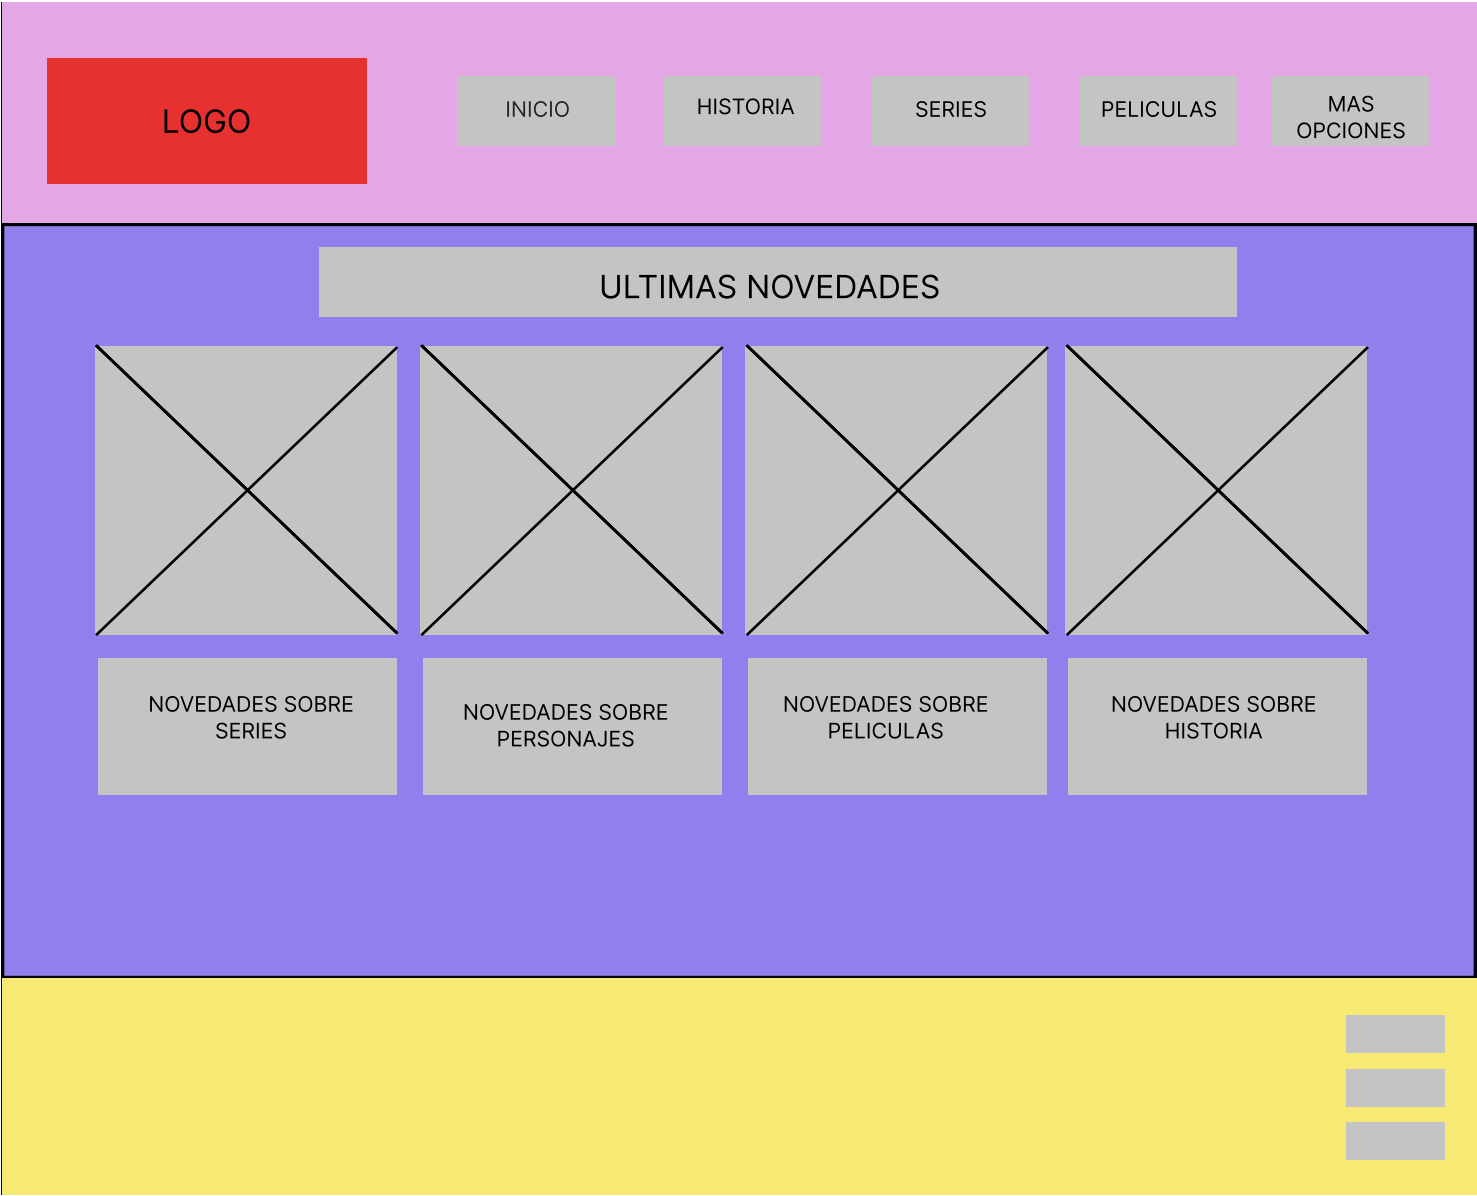 LOGO
INICIO
HISTORIA
SERIES
PELICULAS
MAS
OPCIONES
ULTIMAS NOVEDADES
NOVEDADES SOBRE
SERIES
NOVEDADES SOBRE
PERSONAJES
NOVEDADES SOBRE
PELICULAS
NOVEDADES SOBRE
HISTORIA